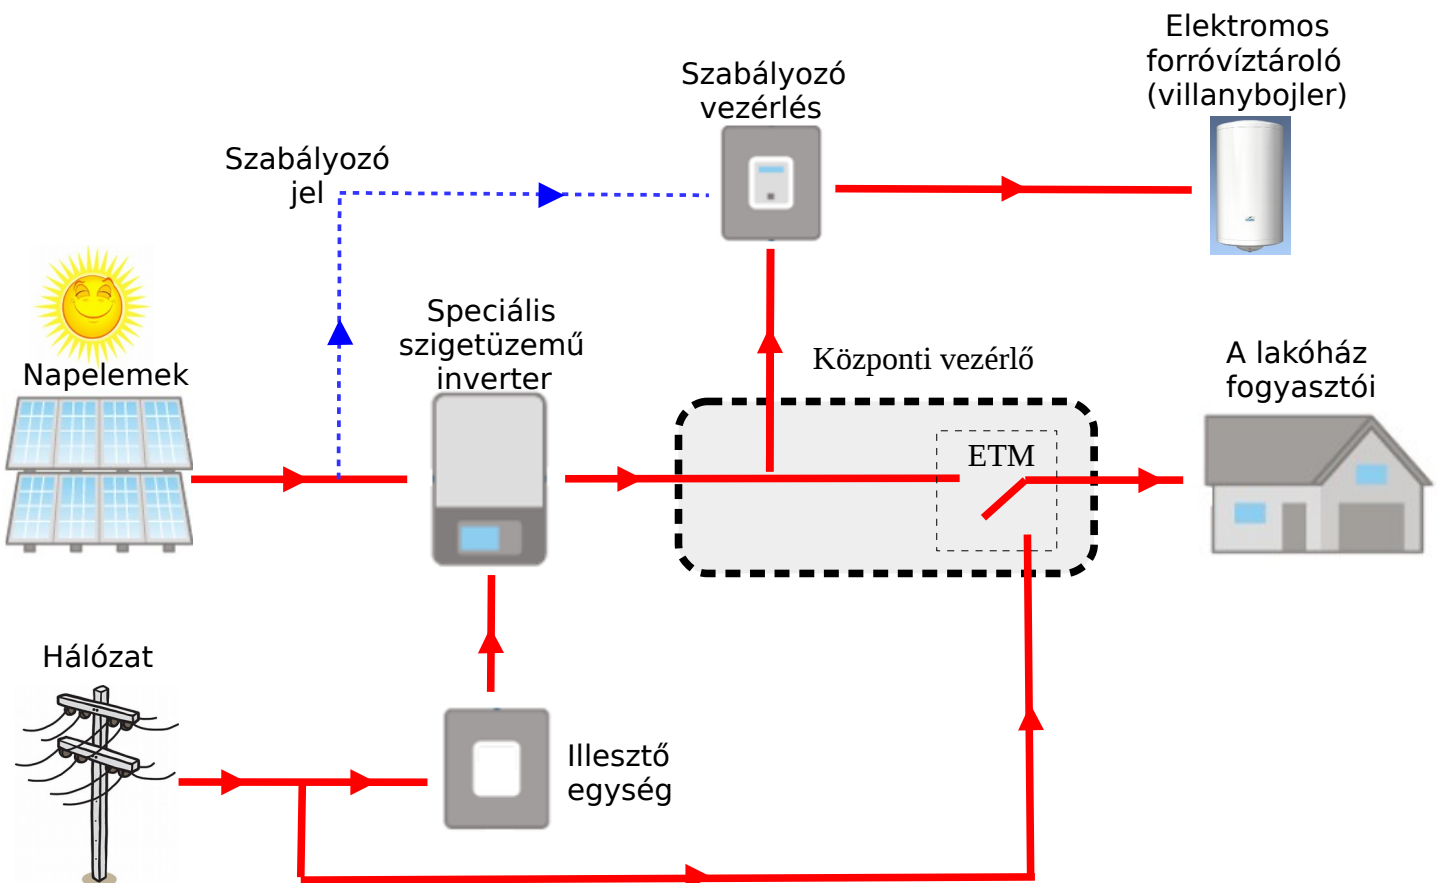 Elektromos
forróvíztároló
(villanybojler)
Szabályozó
vezérlés
Szabályozó
jel
Speciális
szigetüzemű
inverter
Központi vezérlő
A lakóház
fogyasztói
Napelemek
ETM
Hálózat
Illesztő
egység